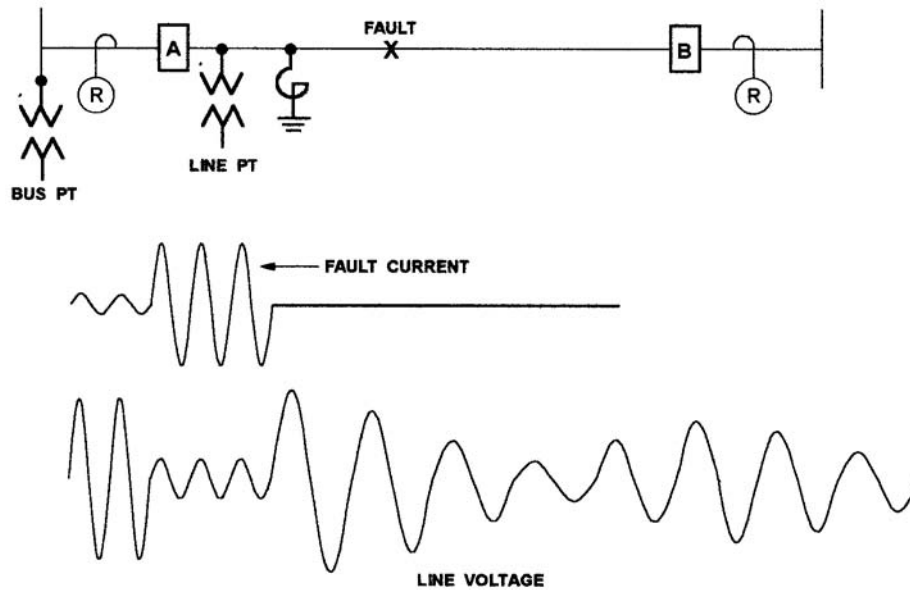 FAULT
A
X
B
R
R
LINE PT
BUS PT
FAULT CURRENT
LINE VOLTAGE